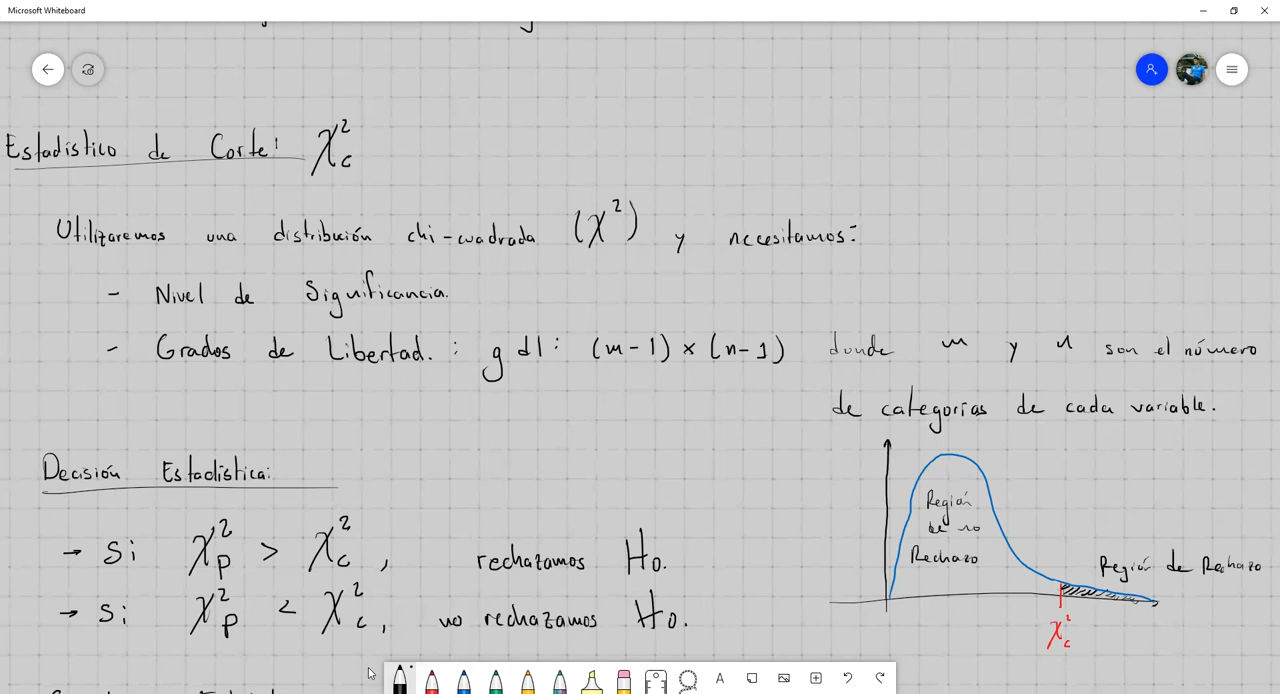 Microsoft Whiteboard
Estadístico de Corte: χ²c
Utilizaremos una distribución chi-cuadrada (χ²) y necesitamos:
- Nivel de Significancia.
- Grados de Libertad. : gdl: (m-1) × (n-1) donde m y n son el número
de categorías de cada variable.
Decisión Estadística:
→ Si χ²p > χ²c, rechazamos Ho.
→ Si χ²p < χ²c, no rechazamos Ho.
Región
de no
Rechazo
Región de Rechazo
χ²c